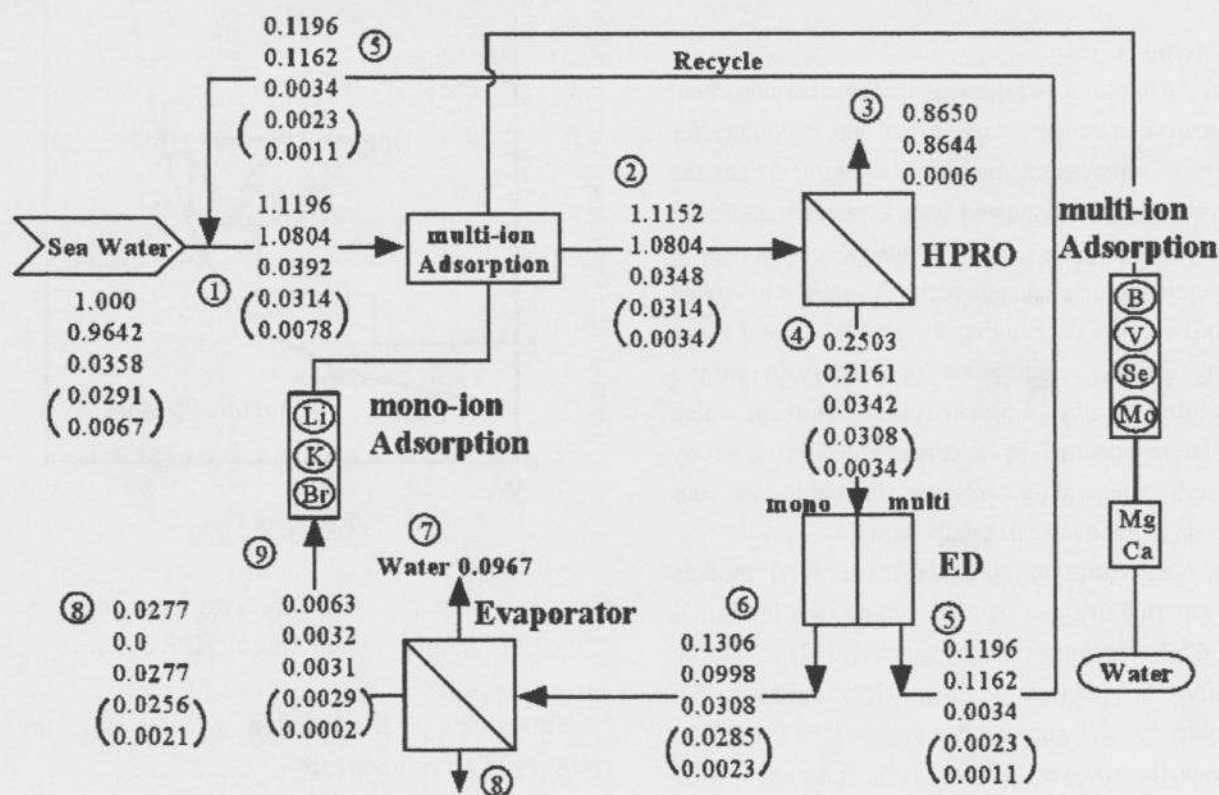 0.1196
0.1162
0.0034
(0.0023
0.0011)
⑤
Recycle
③
0.8650
0.8644
0.0006
②
Sea Water
1.1196
1.0804
0.0392
(0.0314
0.0078)
①
multi-ion
Adsorption
1.1152
1.0804
0.0348
(0.0314
0.0034)
HPRO
multi-ion
Adsorption
B
V
Se
Mo
1.000
0.9642
0.0358
(0.0291
0.0067)
④
0.2503
0.2161
0.0342
(0.0308
0.0034)
Li
K
Br
mono-ion
Adsorption
mono
multi
ED
Mg
Ca
Water
⑨
⑦
Water 0.0967
Evaporator
⑧
0.0277
0.0
0.0277
(0.0256
0.0021)
0.0063
0.0032
0.0031
(0.0029
0.0002)
⑥
0.1306
0.0998
0.0308
(0.0285
0.0023)
⑤
0.1196
0.1162
0.0034
(0.0023
0.0011)
⑧